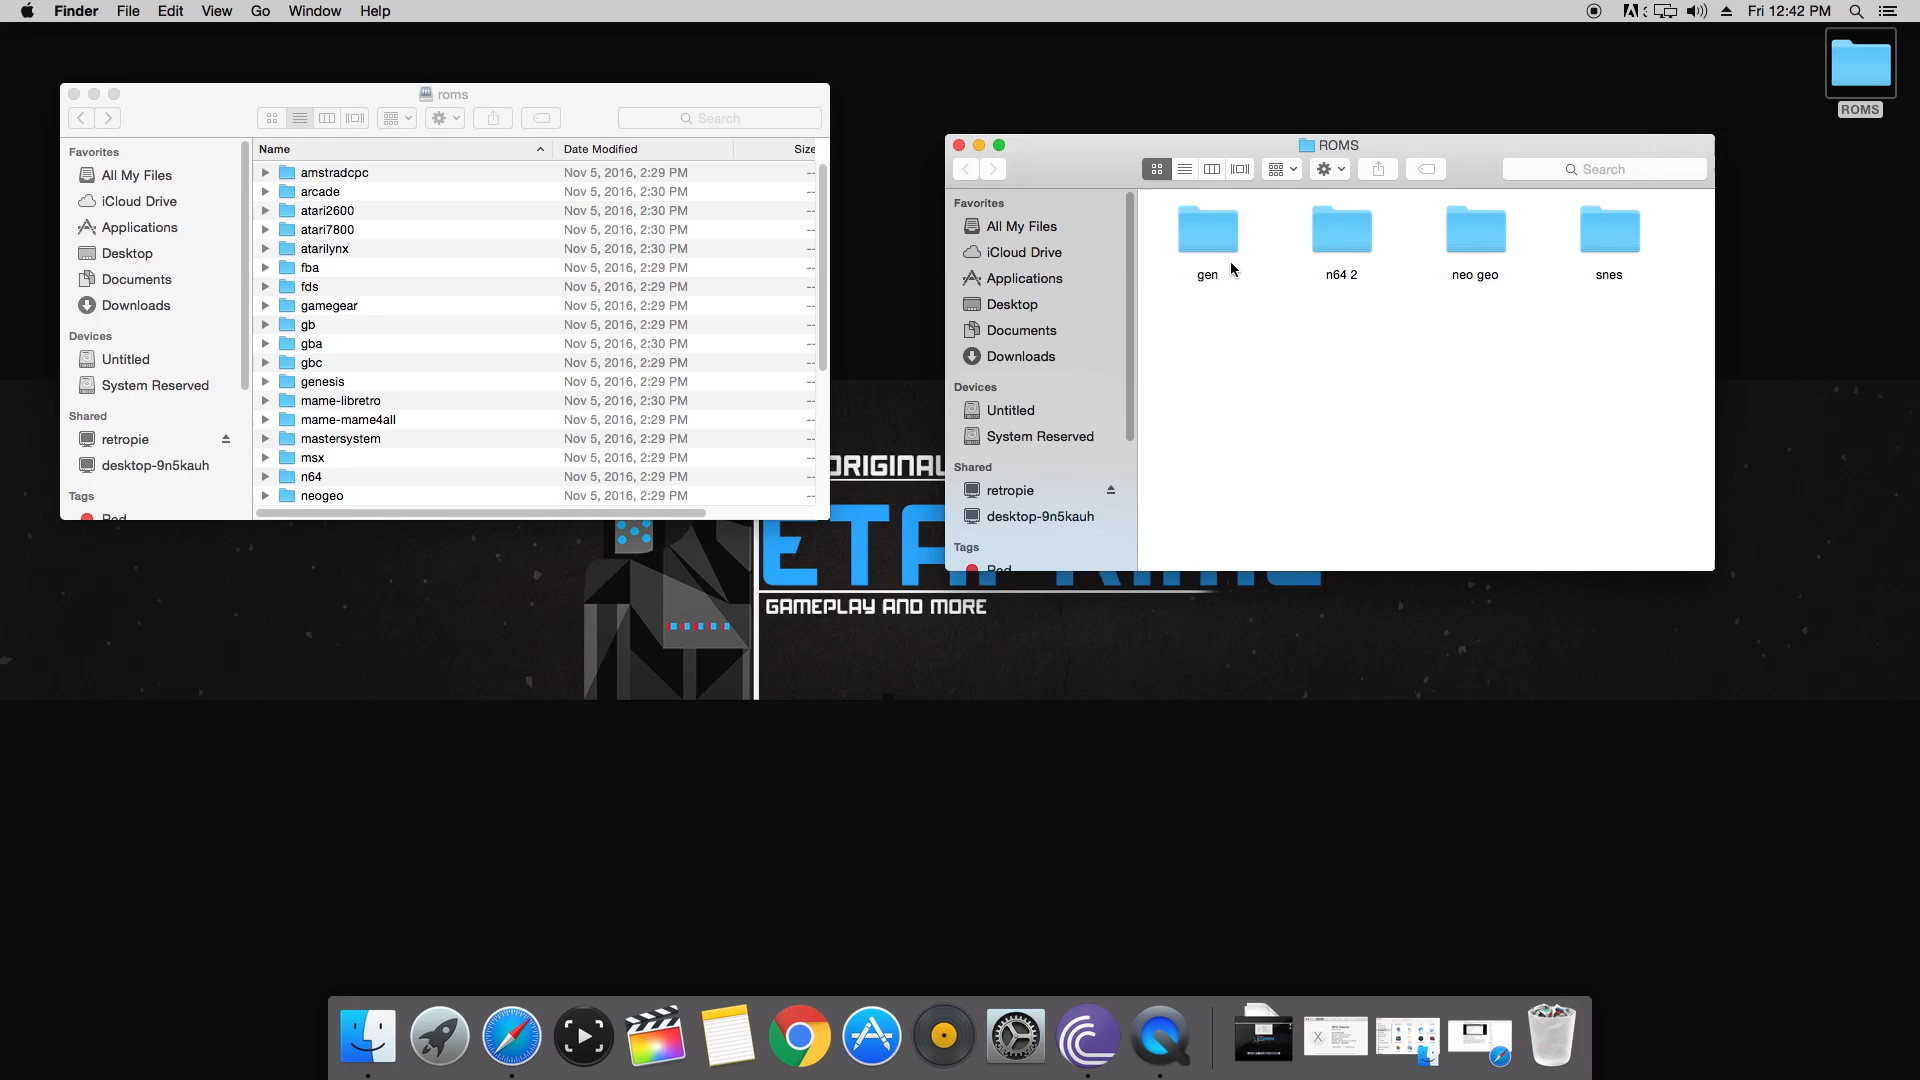 Finder File Edit View Go Window Help
Fri 12:42 PM
ROMS
roms
Search
Favorites
All My Files
iCloud Drive
Applications
Desktop
Documents
Downloads
Devices
Untitled
System Reserved
Shared
retropie
desktop-9n5kauh
Tags
Red
Name Date Modified Size
amstradcpc Nov 5, 2016, 2:29 PM --
arcade Nov 5, 2016, 2:30 PM --
atari2600 Nov 5, 2016, 2:30 PM --
atari7800 Nov 5, 2016, 2:30 PM --
atarilynx Nov 5, 2016, 2:30 PM --
fba Nov 5, 2016, 2:29 PM --
fds Nov 5, 2016, 2:29 PM --
gamegear Nov 5, 2016, 2:29 PM --
gb Nov 5, 2016, 2:29 PM --
gba Nov 5, 2016, 2:30 PM --
gbc Nov 5, 2016, 2:29 PM --
genesis Nov 5, 2016, 2:29 PM --
mame-libretro Nov 5, 2016, 2:30 PM --
mame-mame4all Nov 5, 2016, 2:29 PM --
mastersystem Nov 5, 2016, 2:29 PM --
msx Nov 5, 2016, 2:29 PM --
n64 Nov 5, 2016, 2:29 PM --
neogeo Nov 5, 2016, 2:29 PM --
ROMS
Search
Favorites
All My Files
iCloud Drive
Applications
Desktop
Documents
Downloads
Devices
Untitled
System Reserved
Shared
retropie
desktop-9n5kauh
Tags
Red
gen n64 2 neo geo snes
ORIGINAL
ETA PRIME
GAMEPLAY AND MORE